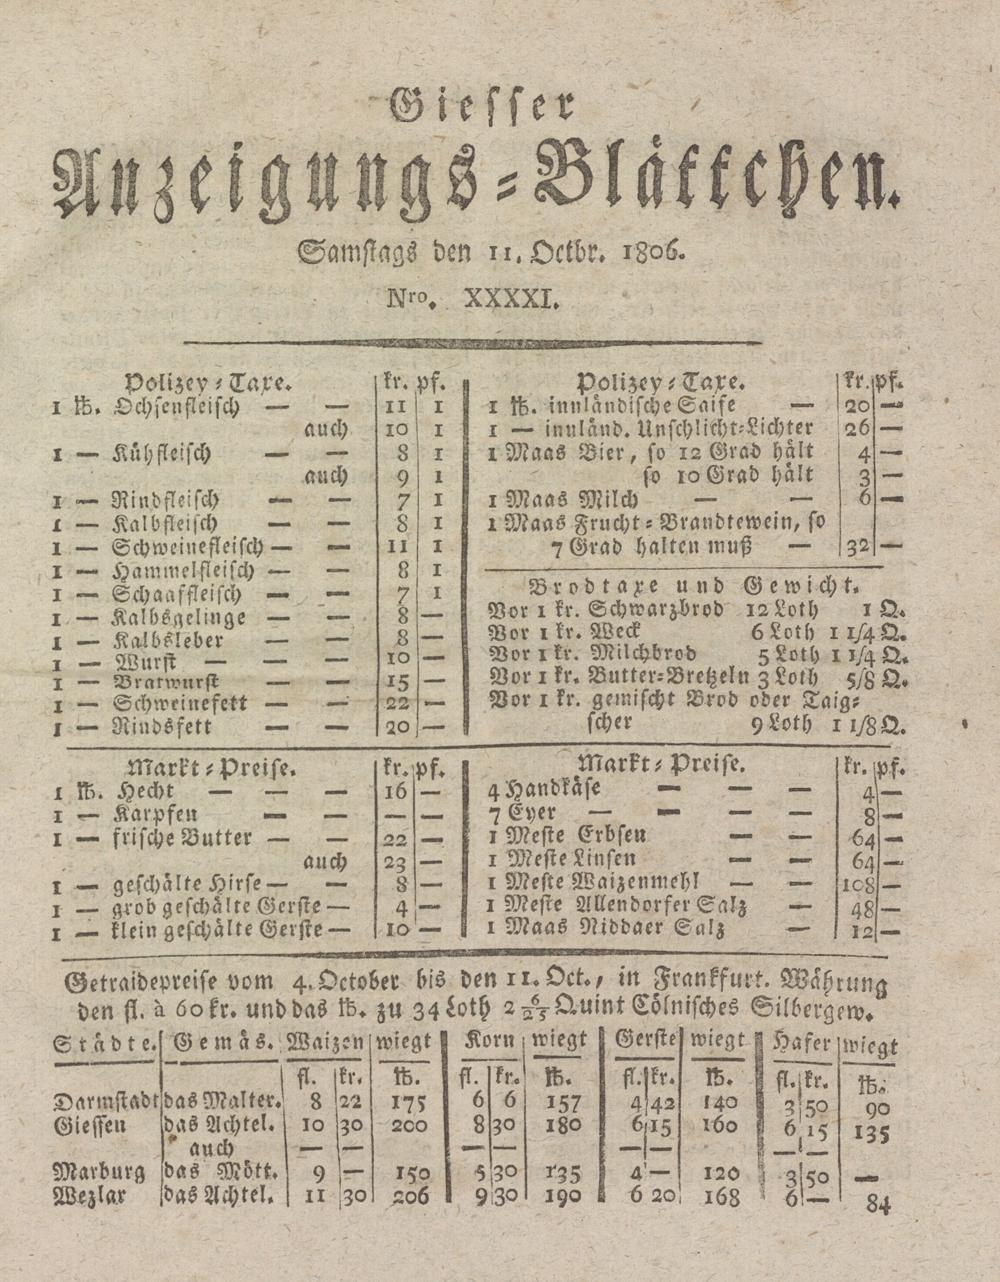 Giesser
Anzeigungs-Blättchen.
Samstags den 11. Octbr. 1806.
Nro. XXXXI.
Polizey-Taxe. kr. pf.
1 ℔. Ochsenfleisch — — 11 1
auch 10 1
1 — Kühfleisch — — 8 1
auch 9 1
1 — Rindfleisch — — 7 1
1 — Kalbfleisch — — 8 1
1 — Schweinefleisch — — 11 1
1 — Hammelfleisch — — 8 1
1 — Schaaffleisch — — 7 1
1 — Kalbsgelinge — — 8 —
1 — Kalbsleber — — 8 —
1 — Wurst — — — 10 —
1 — Bratwurst — — 15 —
1 — Schweinefett — — 22 —
1 — Rindsfett — — 20 —
Polizey-Taxe. kr. pf.
1 ℔. innländische Saife — 20 —
1 — innländ. Unschlicht-Lichter 26 —
1 Maas Bier, so 12 Grad hält 4 —
so 10 Grad hält 3 —
1 Maas Milch — — 6 —
1 Maas Frucht-Brandtewein, so
7 Grad halten muß — 32 —
Brodtaxe und Gewicht.
Vor 1 kr. Schwarzbrod 12 Loth 1 Q.
Vor 1 kr. Weck 6 Loth 1 1/4 Q.
Vor 1 kr. Milchbrod 5 Loth 1 1/4 Q.
Vor 1 kr. Butter-Bretzeln 3 Loth 5/8 Q.
Vor 1 kr. gemischt Brod oder Taig-
scher 9 Loth 1 1/8 Q.
Markt-Preise. kr. pf.
1 ℔. Hecht — — — 16 —
1 — Karpfen — — — —
1 — frische Butter — — 22 —
auch 23 —
1 — geschälte Hirse — — 8 —
1 — grob geschälte Gerste — 4 —
1 — klein geschälte Gerste — 10 —
Markt-Preise. kr. pf.
4 Handkäse — — — 4 —
7 Eyer — — — — 8 —
1 Meste Erbsen — — 64 —
1 Meste Linsen — — 64 —
1 Meste Waizenmehl — — 108 —
1 Meste Allendorfer Salz — 48 —
1 Maas Niddaer Salz — 12 —
Getraidepreise vom 4. October bis den 11. Oct., in Frankfurt. Währung
den fl. à 60 kr. und das ℔. zu 34 Loth 2 6/25 Quint Cölnisches Silbergew.
Städte. Gemäs. Waizen wiegt Korn wiegt Gerste wiegt Hafer wiegt
fl. kr. ℔. fl. kr. ℔. fl. kr. ℔. fl. kr. ℔.
Darmstadt das Malter. 8 22 175 6 6 157 4 42 140 3 50 90
Giessen das Achtel. 10 30 200 8 30 180 6 15 160 6 15 135
auch — — — — — — — —
Marburg das Mött. 9 — 150 5 30 135 4 — 120 3 50 —
Wezlar das Achtel. 11 30 206 9 30 190 6 20 168 6 — 84